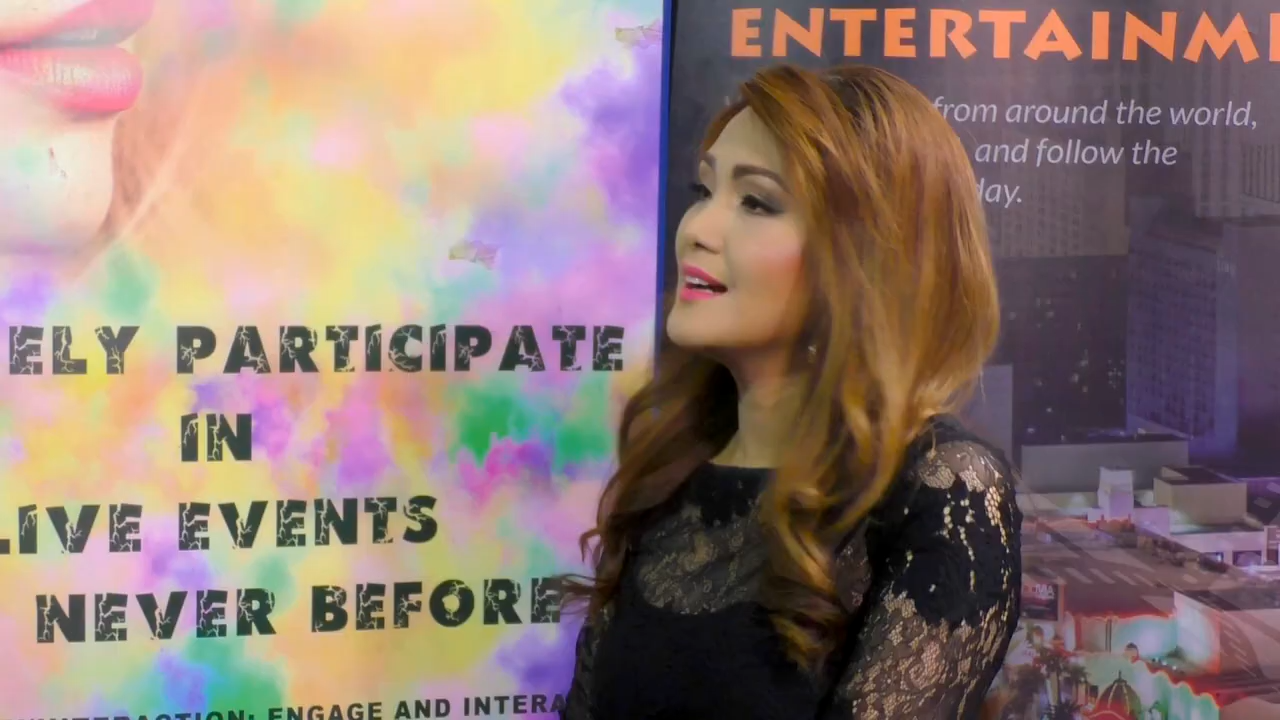 ELY PARTICIPATE
IN
LIVE EVENTS
NEVER BEFORE
ENGAGE AND INTERA
ENTERTAINM
from around the world,
and follow the
day.